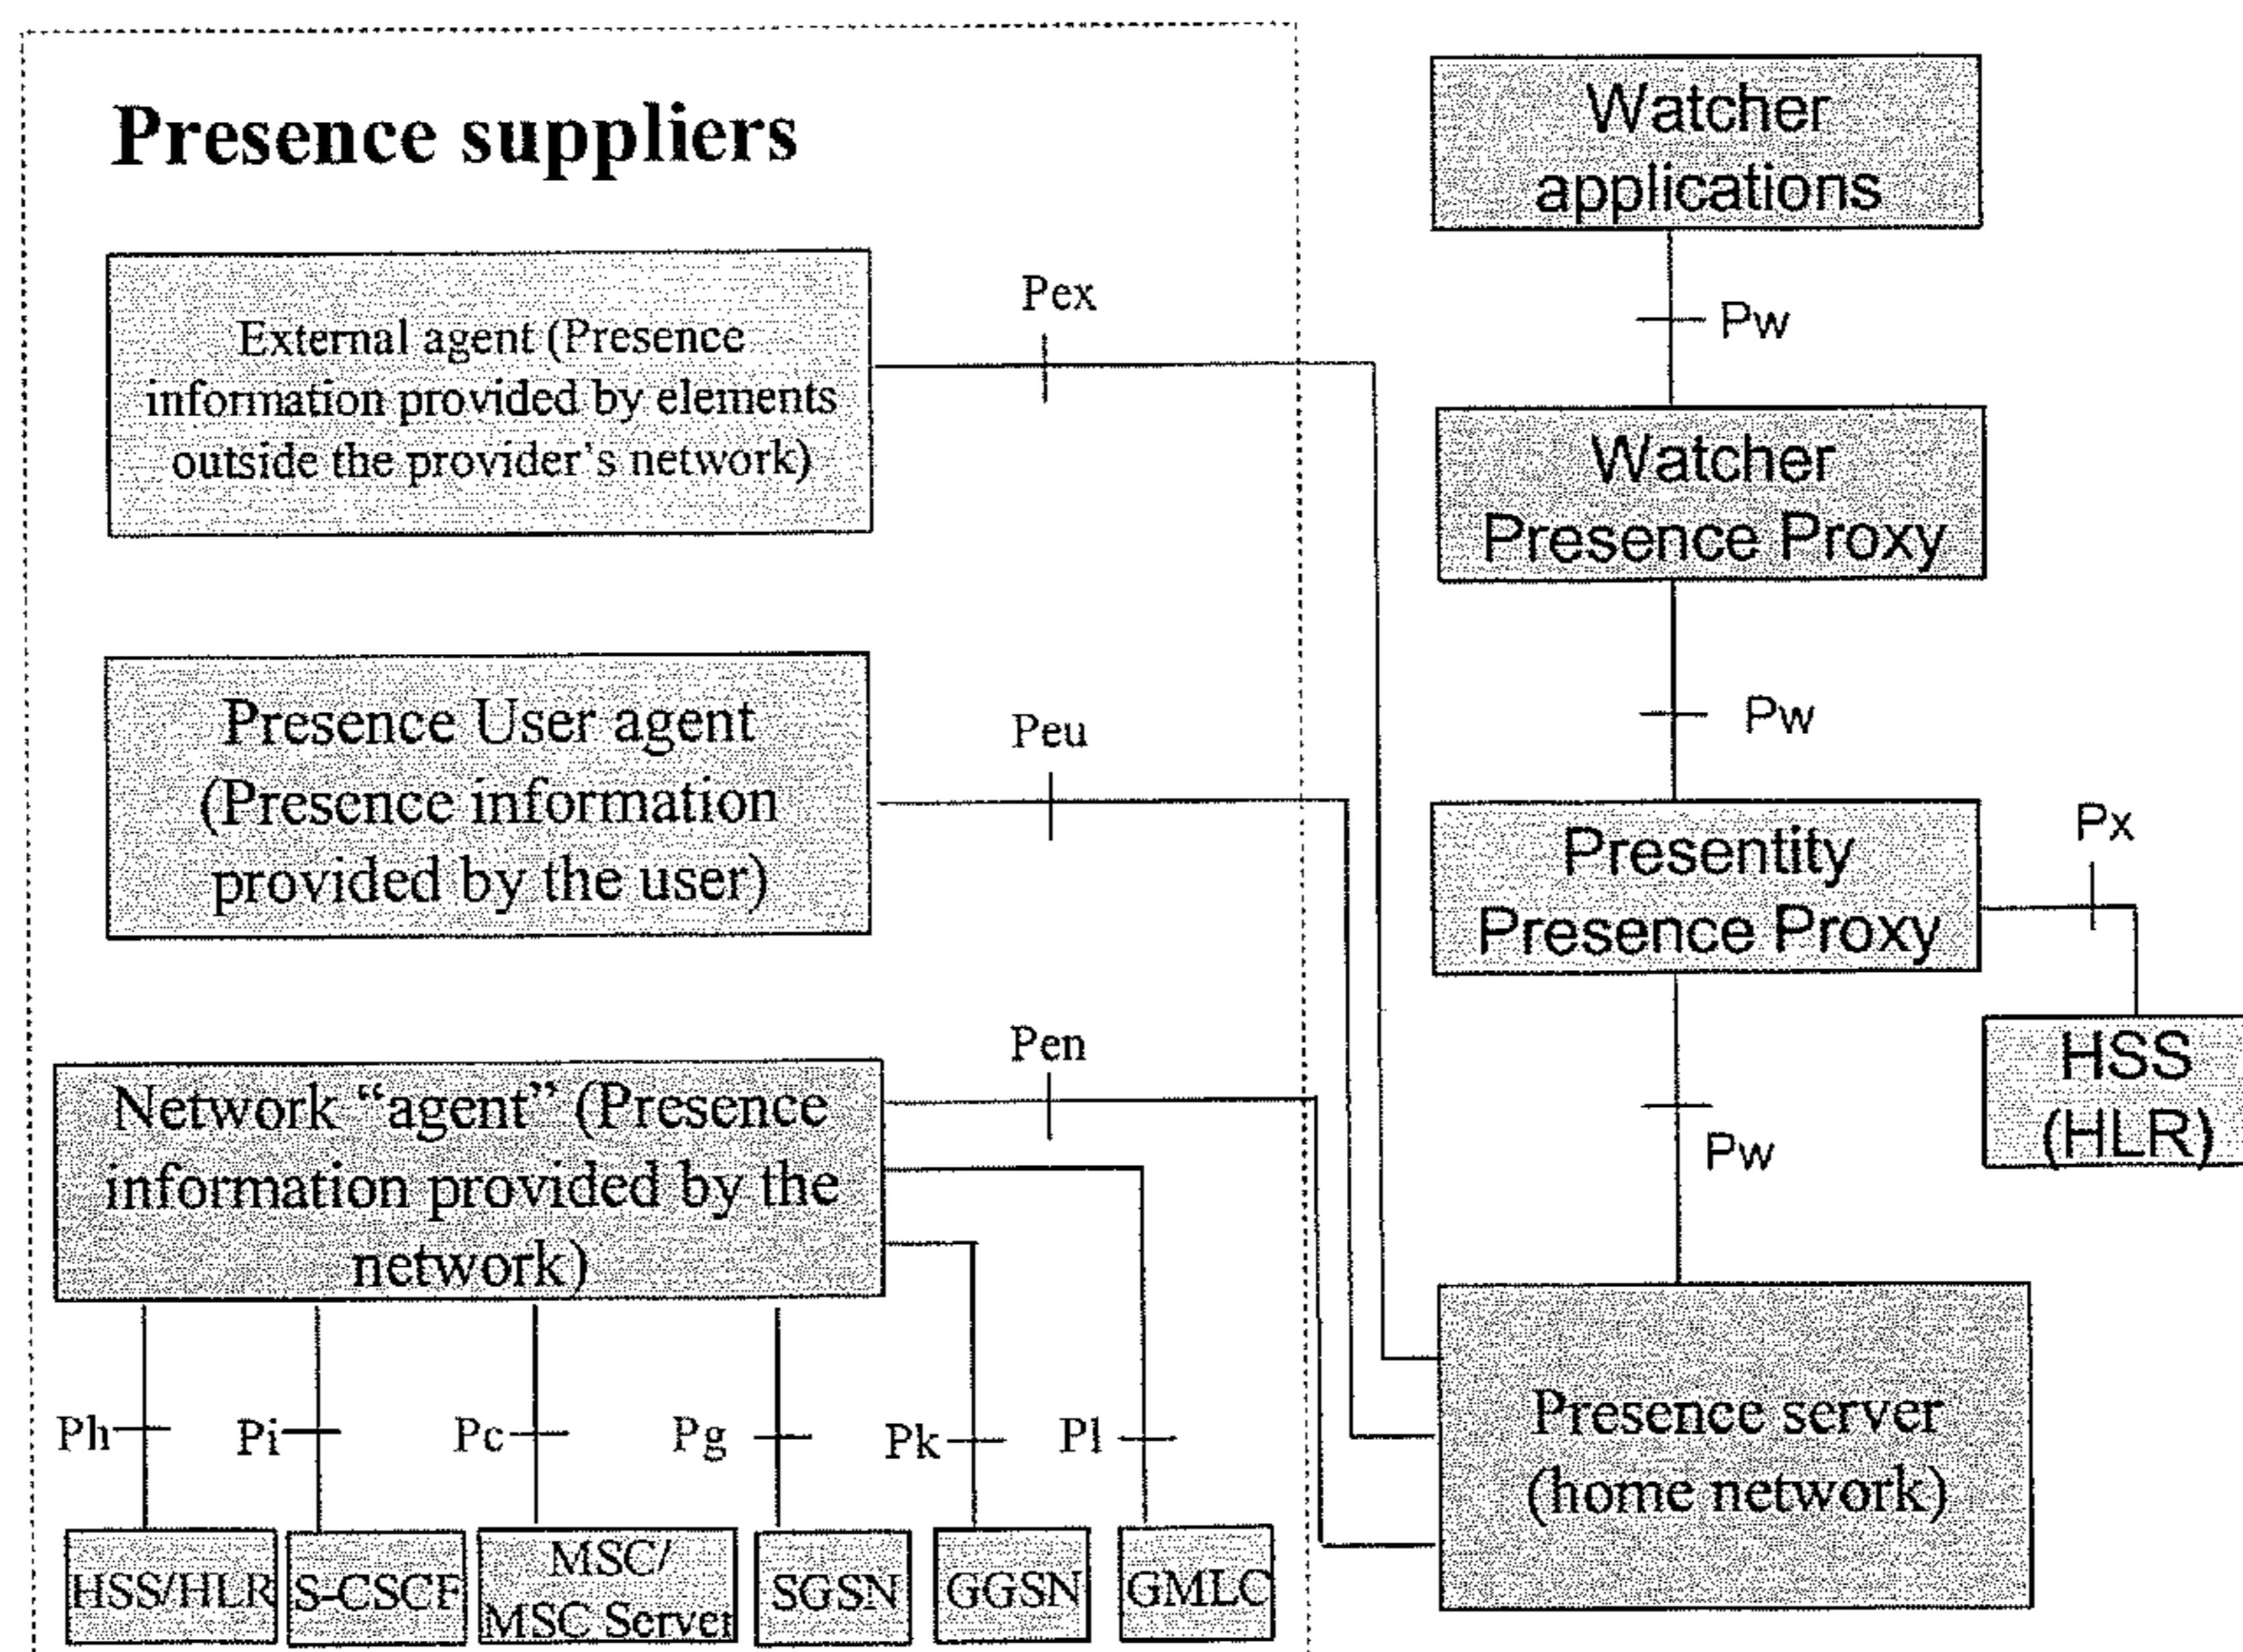 Presence suppliers
External agent (Presence
information provided by elements
outside the provider's network)
Pex
Presence User agent
(Presence information
provided by the user)
Peu
Network “agent” (Presence
information provided by the
network)
Pen
Ph
Pi
Pc
Pg
Pk
Pl
HSS/HLR
S-CSCF
MSC/
MSC Server
SGSN
GGSN
GMLC
Watcher
applications
Pw
Watcher
Presence Proxy
Pw
Presentity
Presence Proxy
Px
HSS
(HLR)
Pw
Presence server
(home network)